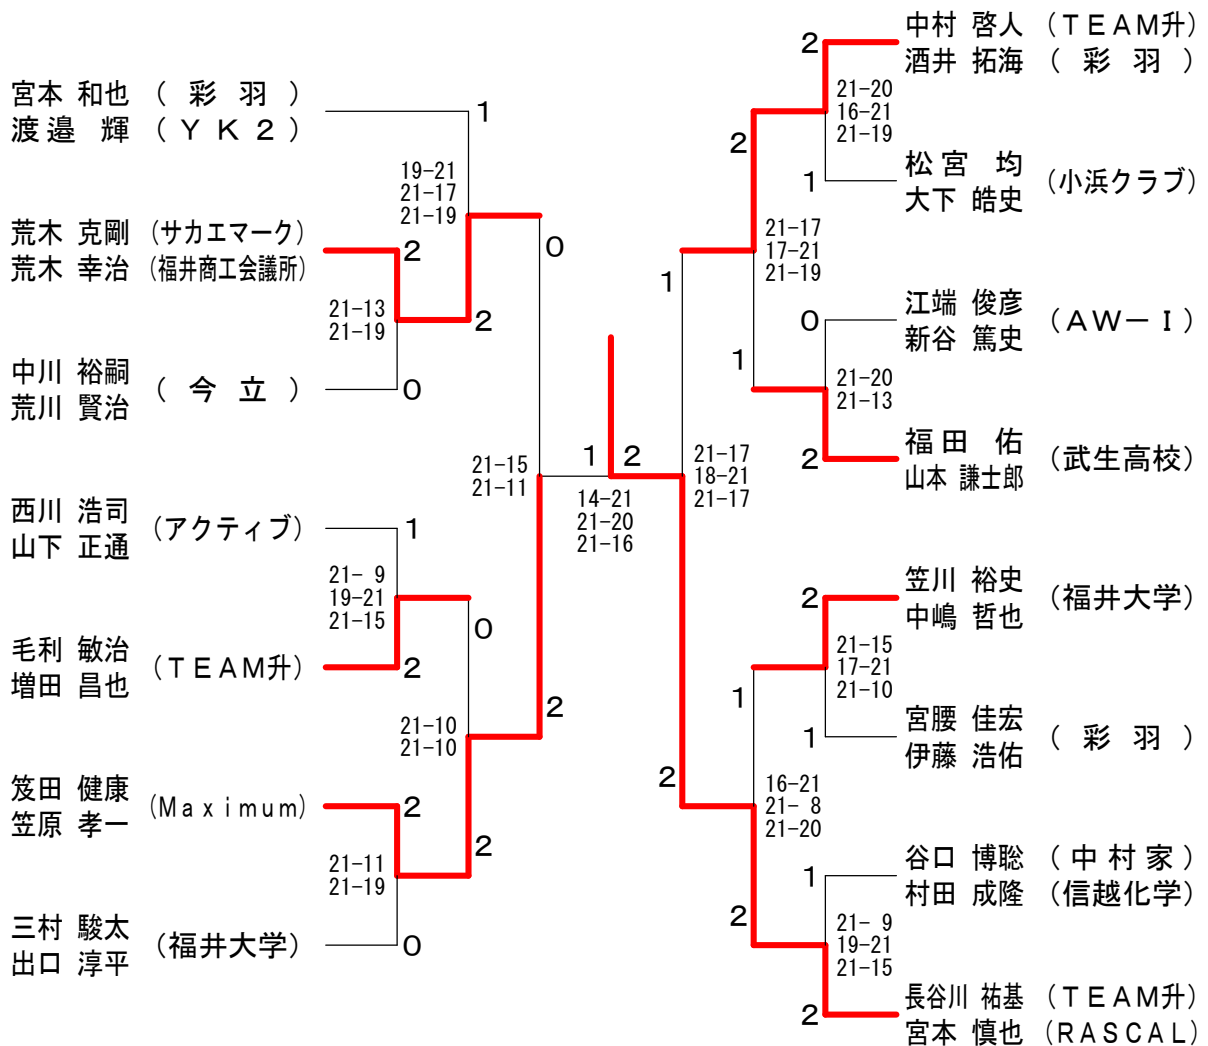 宮本 和也 （ 彩 羽 ）
渡邉 輝 （ＹＫ２）
1
19-21
21-17
21-19
荒木 克剛 （サカエマーク）
荒木 幸治 （福井商工会議所）
2
21-13
21-19
2
0
中川 裕嗣
荒川 賢治
（ 今 立 ）
0
21-15
21-11
西川 浩司
山下 正通
（アクティブ）
1
21- 9
19-21
21-15
0
毛利 敏治
増田 昌也
（ＴＥＡＭ升）
2
21-10
21-10
2
笈田 健康
笠原 孝一
（Ｍａｘｉｍｕｍ）
2
21-11
21-19
2
三村 駿太
出口 淳平
（福井大学）
0
1
2
14-21
21-20
21-16
中村 啓人 （ＴＥＡＭ升）
酒井 拓海 （ 彩 羽 ）
2
21-20
16-21
21-19
2
松宮 均
大下 皓史
（小浜クラブ）
1
21-17
17-21
21-19
1
江端 俊彦
新谷 篤史
（ＡＷ－Ｉ）
0
21-20
21-13
1
福田 佑
山本 謙士郎
（武生高校）
2
21-17
18-21
21-17
笠川 裕史
中嶋 哲也
（福井大学）
2
21-15
17-21
21-10
1
宮腰 佳宏
伊藤 浩佑
（ 彩 羽 ）
1
16-21
21- 8
21-20
2
谷口 博聡 （中村家）
村田 成隆 （信越化学）
1
21- 9
19-21
21-15
2
長谷川 祐基 （ＴＥＡＭ升）
宮本 慎也 （ＲＡＳＣＡＬ）
2